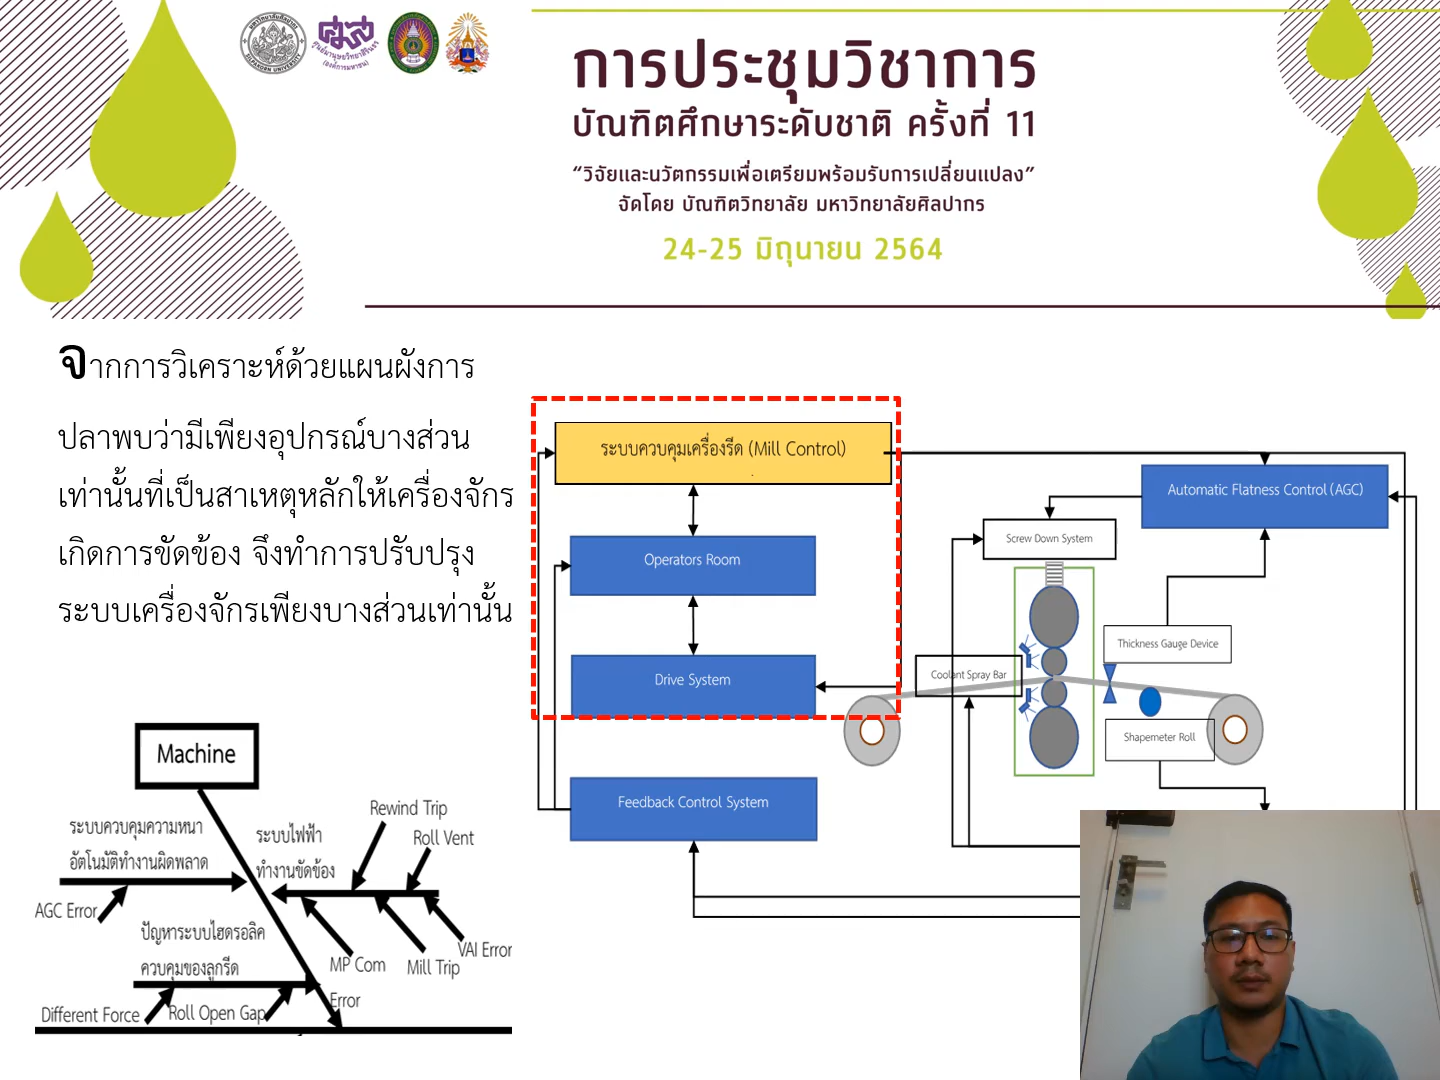 การประชุมวิชาการ
บัณฑิตศึกษาระดับชาติ ครั้งที่ 11
“วิจัยและนวัตกรรมเพื่อเตรียมพร้อมรับการเปลี่ยนแปลง”
จัดโดย บัณฑิตวิทยาลัย มหาวิทยาลัยศิลปากร
24-25 มิถุนายน 2564
จากการวิเคราะห์ด้วยแผนผังการ
ปลาพบว่ามีเพียงอุปกรณ์บางส่วน
เท่านั้นที่เป็นสาเหตุหลักให้เครื่องจักร
เกิดการขัดข้อง จึงทำการปรับปรุง
ระบบเครื่องจักรเพียงบางส่วนเท่านั้น
ระบบควบคุมเครื่องรีด (Mill Control)
Operators Room
Drive System
Feedback Control System
Automatic Flatness Control (AGC)
Screw Down System
Thickness Gauge Device
Coolant Spray Bar
Shapemeter Roll
Machine
ระบบควบคุมความหนา
อัตโนมัติทำงานผิดพลาด
AGC Error
ระบบไฟฟ้า
ทำงานขัดข้อง
Rewind Trip
Roll Vent
MP Com
Error
Mill Trip
VAI Error
ปัญหาระบบไฮดรอลิค
ควบคุมของลูกรีด
Different Force
Roll Open Gap